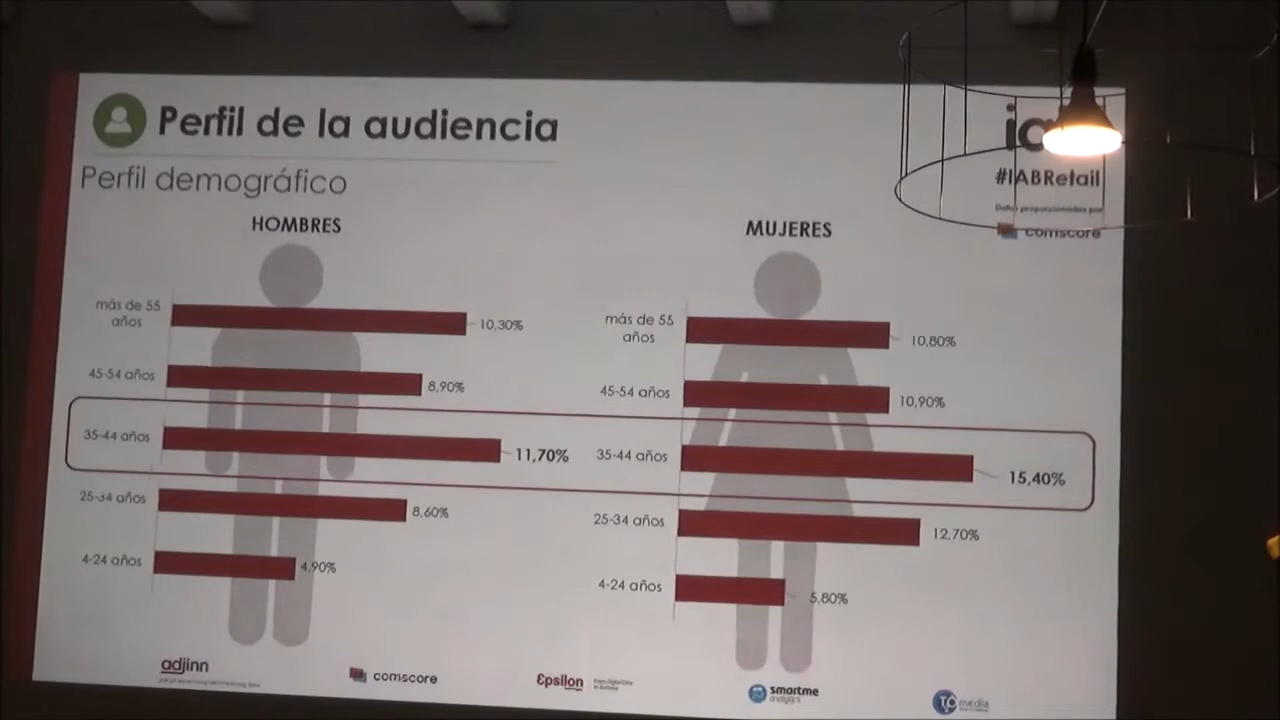 Perfil de la audiencia
Perfil demográfico
#IABRetail
Datos proporcionados por
comscore
HOMBRES
más de 55
años
10,30%
45-54 años
8,90%
35-44 años
11,70%
25-34 años
8,60%
4-24 años
4,90%
MUJERES
más de 55
años
10,80%
45-54 años
10,90%
35-44 años
15,40%
25-34 años
12,70%
4-24 años
5,80%
adjinn
comscore
Epsilon
smartme
analytics
media